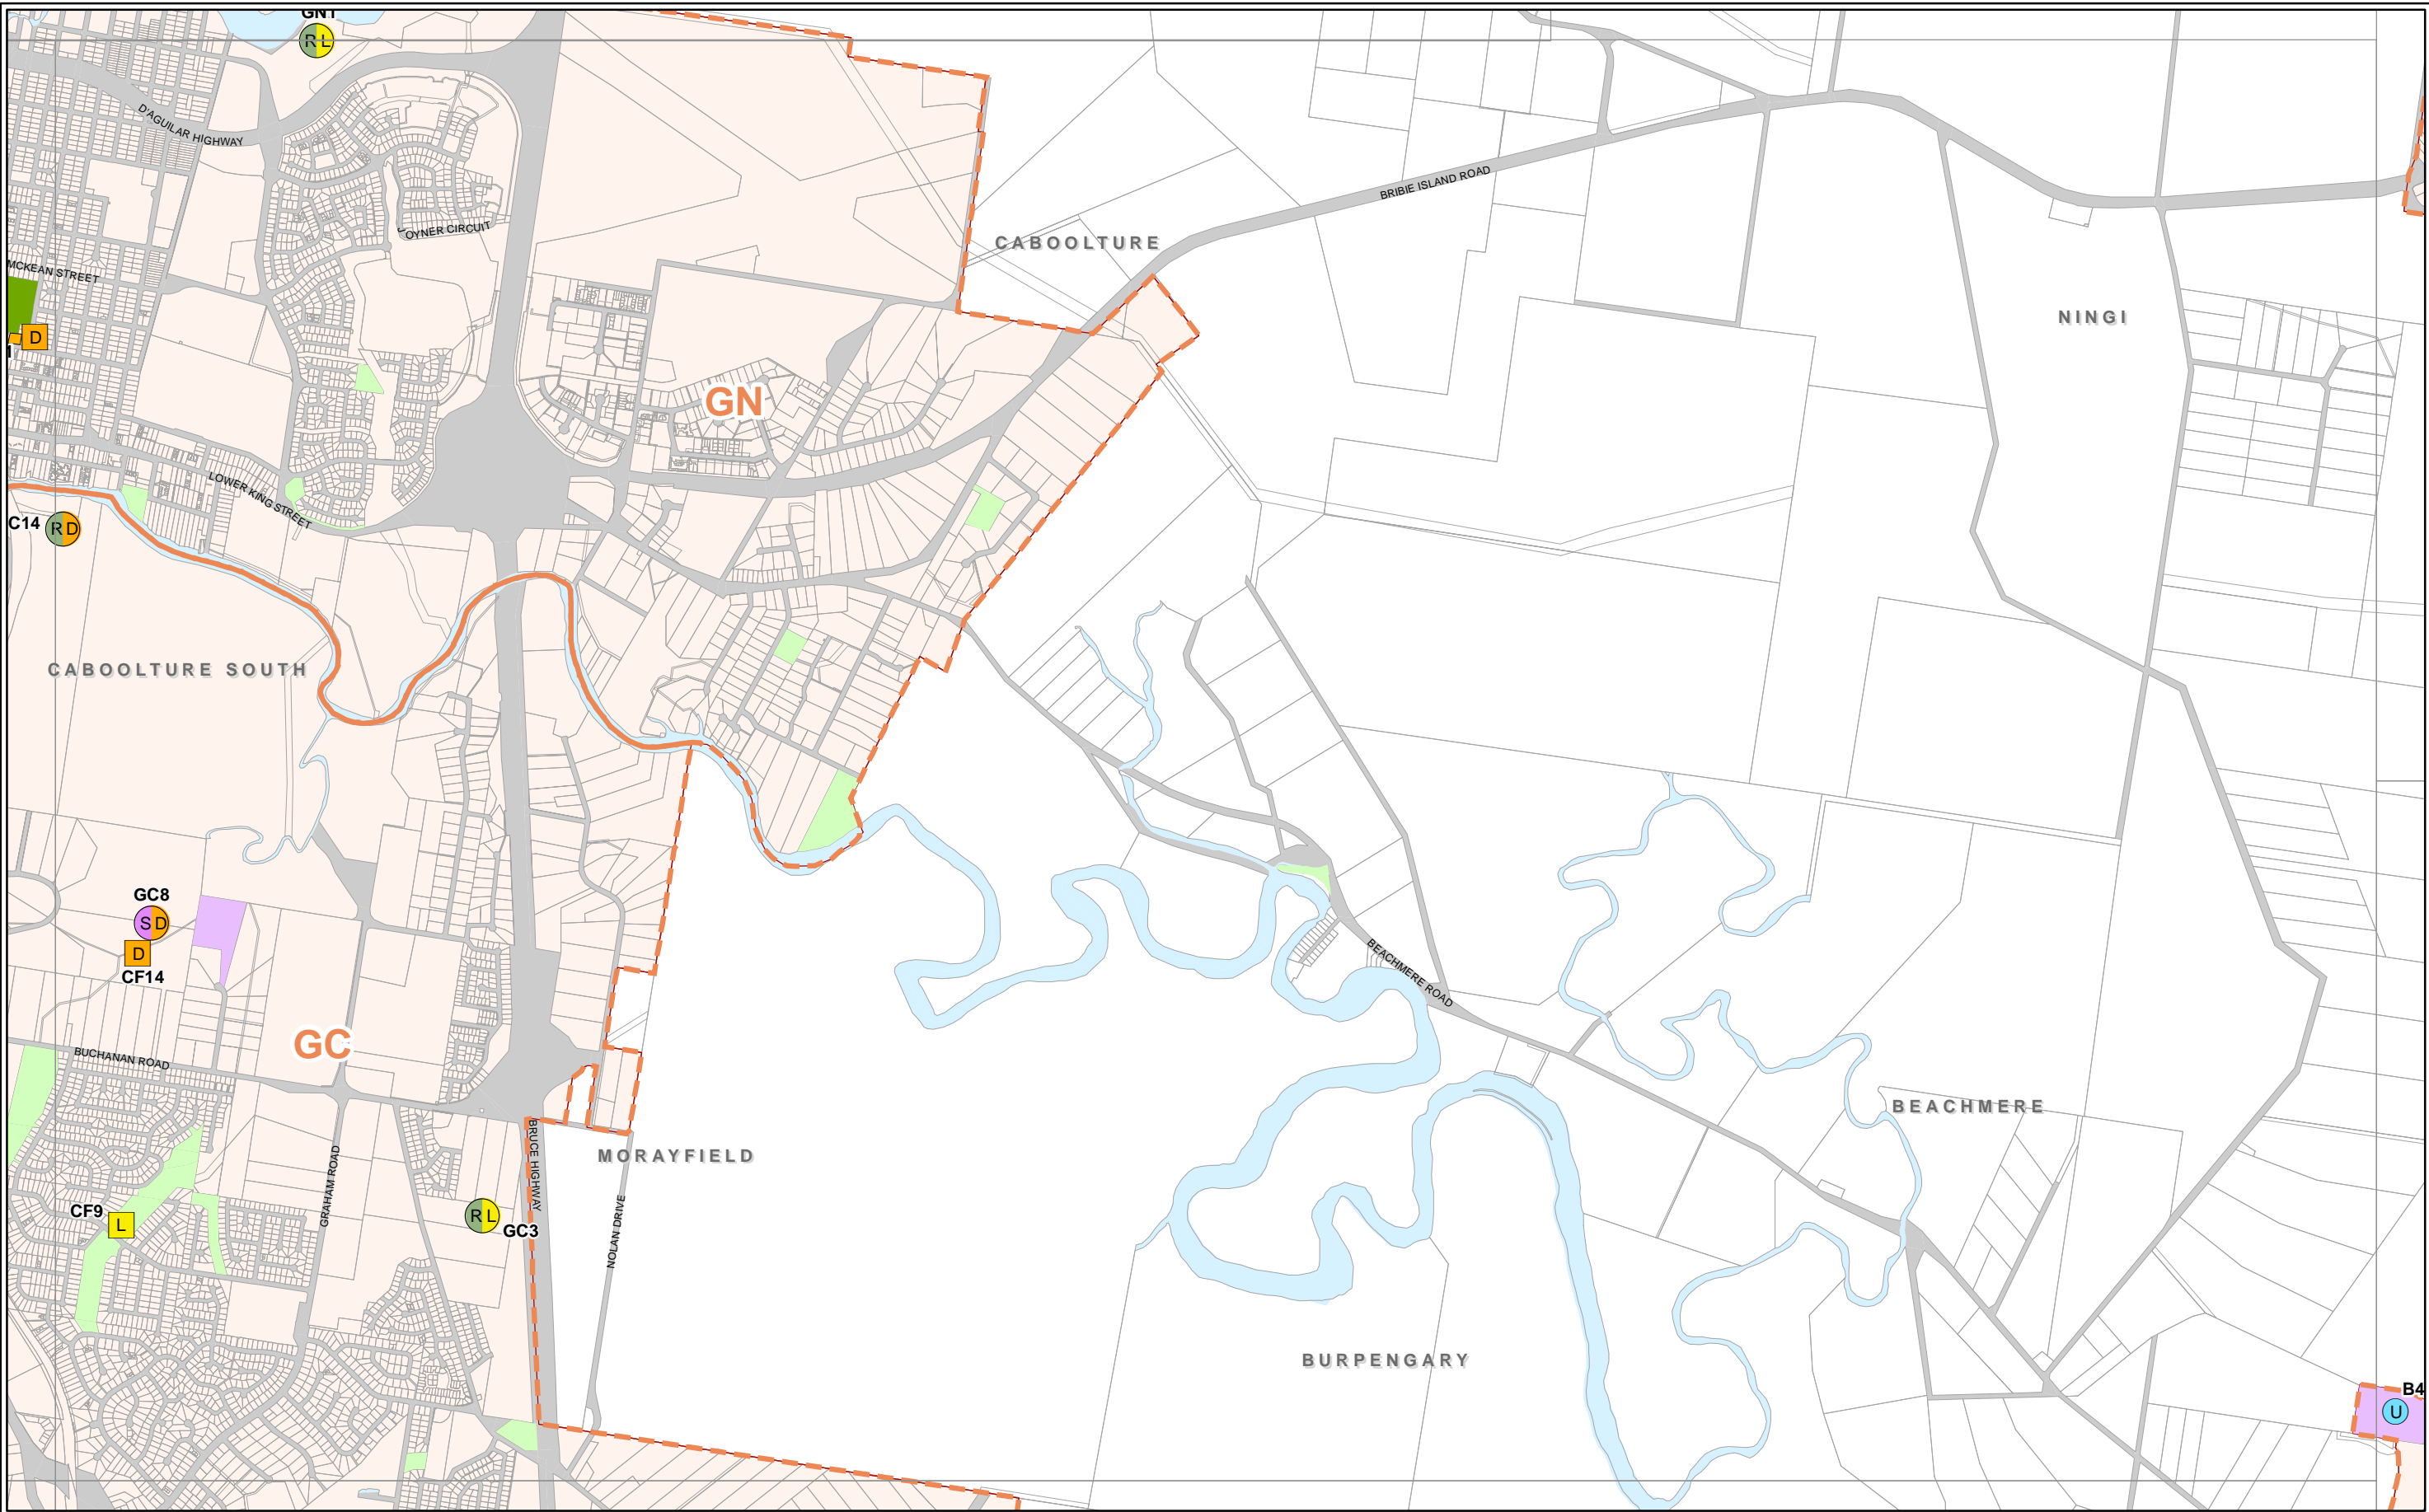 GN1
R L
D'AGUILAR HIGHWAY
BRIBIE ISLAND ROAD
OYNER CIRCUIT
CABOOLTURE
MCKEAN STREET
NINGI
D
1
GN
LOWER KING STREET
C14 R D
CABOOLTURE SOUTH
GC8
S D
D
CF14
BEACHMERE ROAD
GC
BUCHANAN ROAD
BEACHMERE
MORAYFIELD
BRUCE HIGHWAY
GRAHAM ROAD
NOLAN DRIVE
CF9 L
R L
GC3
BURPENGARY
B4
U